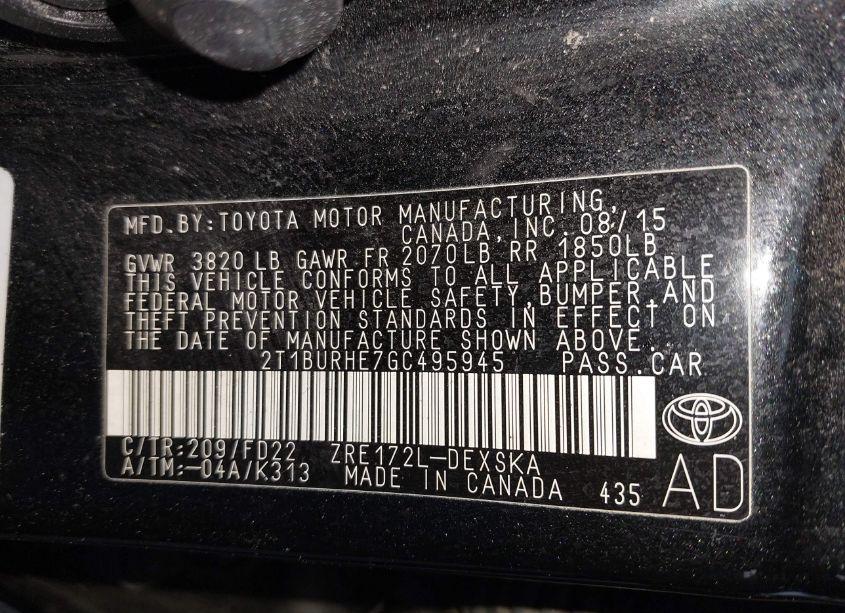 MFD.BY:TOYOTA MOTOR MANUFACTURING,
CANADA,INC. 08/15
GVWR 3820 LB GAWR FR 2070LB, RR 1850LB
THIS VEHICLE CONFORMS TO ALL APPLICABLE
FEDERAL MOTOR VEHICLE SAFETY,BUMPER,AND
THEFT PREVENTION STANDARDS IN EFFECT ON
THE DATE OF MANUFACTURE SHOWN ABOVE.
2T1BURHE7GC495945 PASS.CAR
C/TR:209/FD22 ZRE172L-DEXSKA
A/TM:-04A/K313 MADE IN CANADA 435 AD